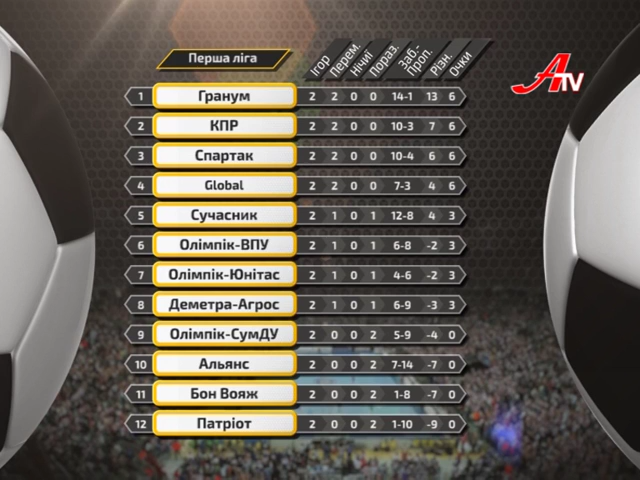 Перша ліга Ігор Перем. Нічиї Пораз. Заб.-Проп. Різн. Очки
АTV
1 Гранум 2 2 0 0 14-1 13 6
2 КПР 2 2 0 0 10-3 7 6
3 Спартак 2 2 0 0 10-4 6 6
4 Global 2 2 0 0 7-3 4 6
5 Сучасник 2 1 0 1 12-8 4 3
6 Олімпік-ВПУ 2 1 0 1 6-8 -2 3
7 Олімпік-Юнітас 2 1 0 1 4-6 -2 3
8 Деметра-Агрос 2 1 0 1 6-9 -3 3
9 Олімпік-СумДУ 2 0 0 2 5-9 -4 0
10 Альянс 2 0 0 2 7-14 -7 0
11 Бон Вояж 2 0 0 2 1-8 -7 0
12 Патріот 2 0 0 2 1-10 -9 0